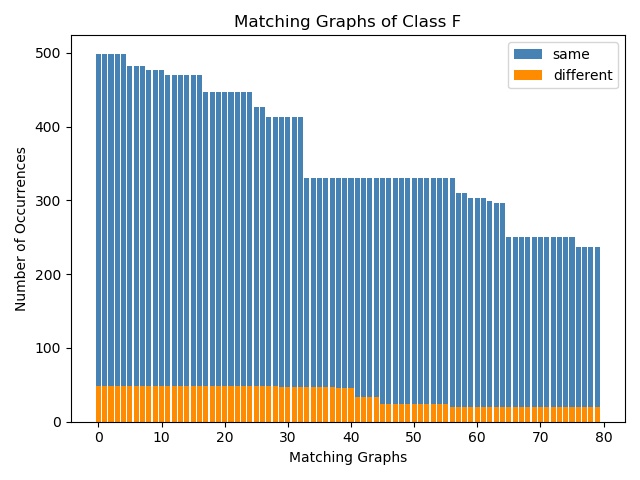 Matching Graphs of Class F
same
different
Number of Occurrences
500
400
300
200
100
0
0 10 20 30 40 50 60 70 80
Matching Graphs